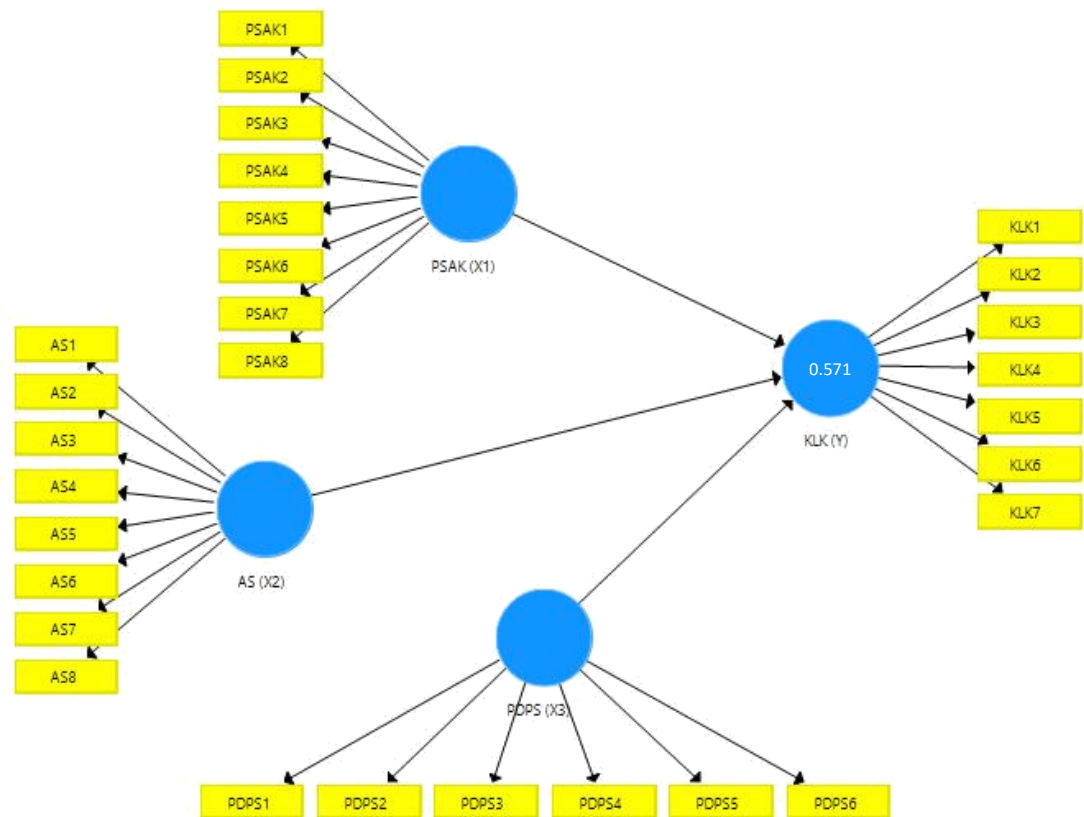 PSAK1
PSAK2
PSAK3
PSAK4
PSAK5
PSAK6
PSAK7
PSAK8
PSAK (X1)
AS1
AS2
AS3
AS4
AS5
AS6
AS7
AS8
AS (X2)
KLK1
KLK2
KLK3
KLK4
KLK5
KLK6
KLK7
0.571
KLK (Y)
PDPS (X3)
PDPS1
PDPS2
PDPS3
PDPS4
PDPS5
PDPS6